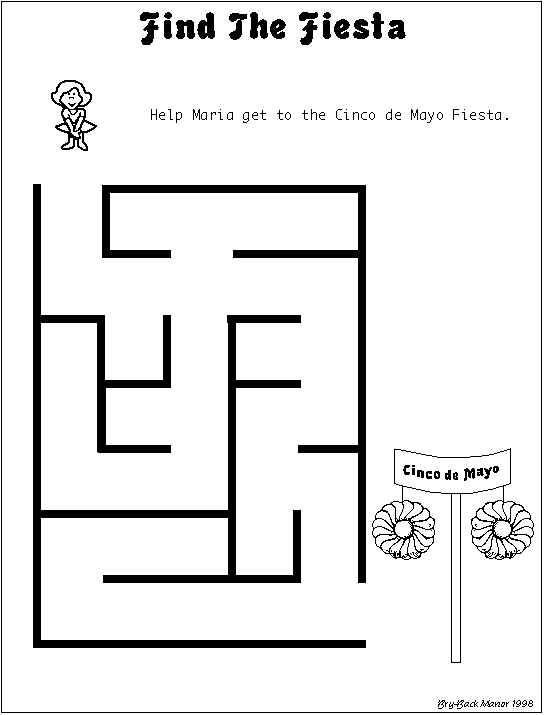 Find The Fiesta
Help Maria get to the Cinco de Mayo Fiesta.
Cinco de Mayo
Bry-Back Manor 1998